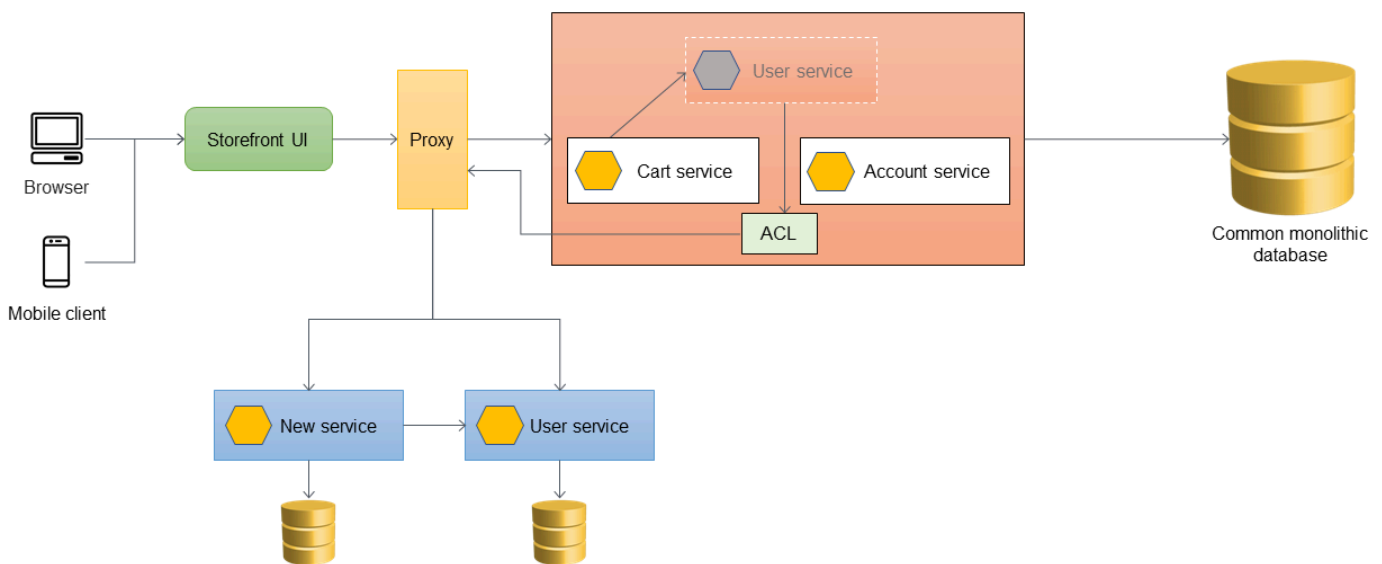 User service
Storefront UI
Proxy
Cart service
Account service
Browser
ACL
Common monolithic
database
Mobile client
New service
User service